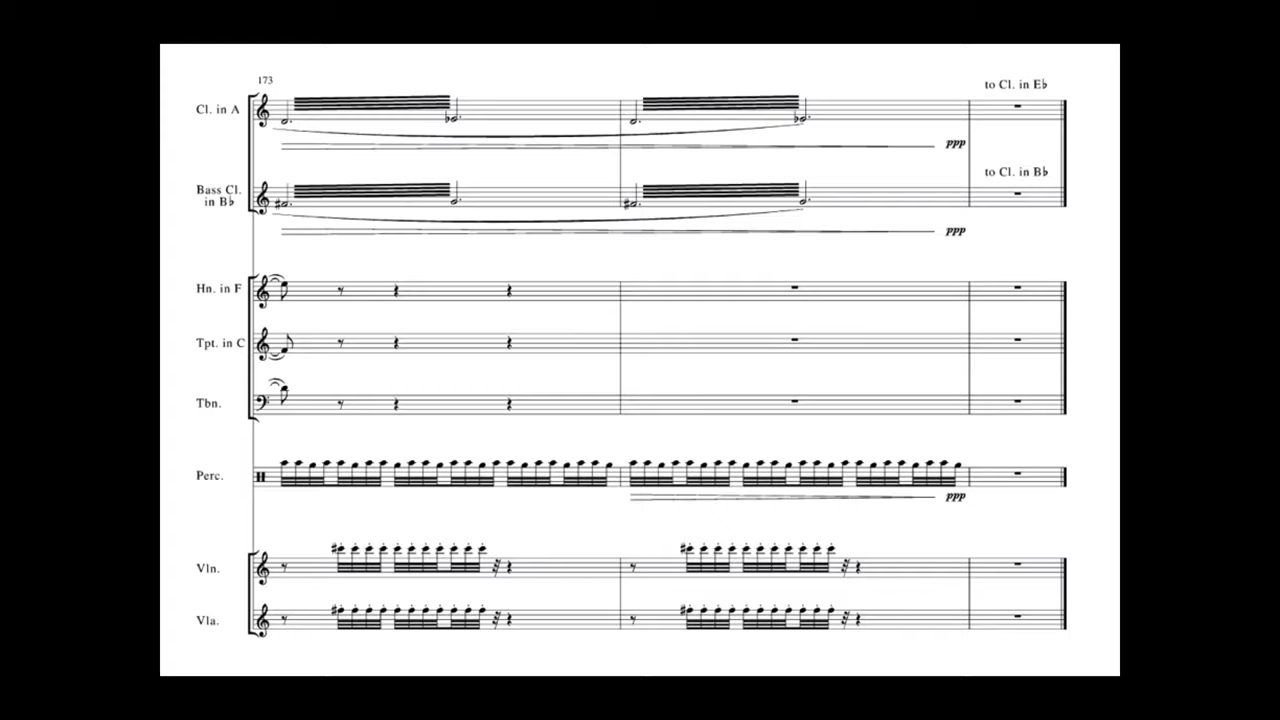 173
to Cl. in E♭
Cl. in A
ppp
to Cl. in B♭
Bass Cl.
in B♭
ppp
Hn. in F
Tpt. in C
Tbn.
Perc.
ppp
Vln.
Vla.